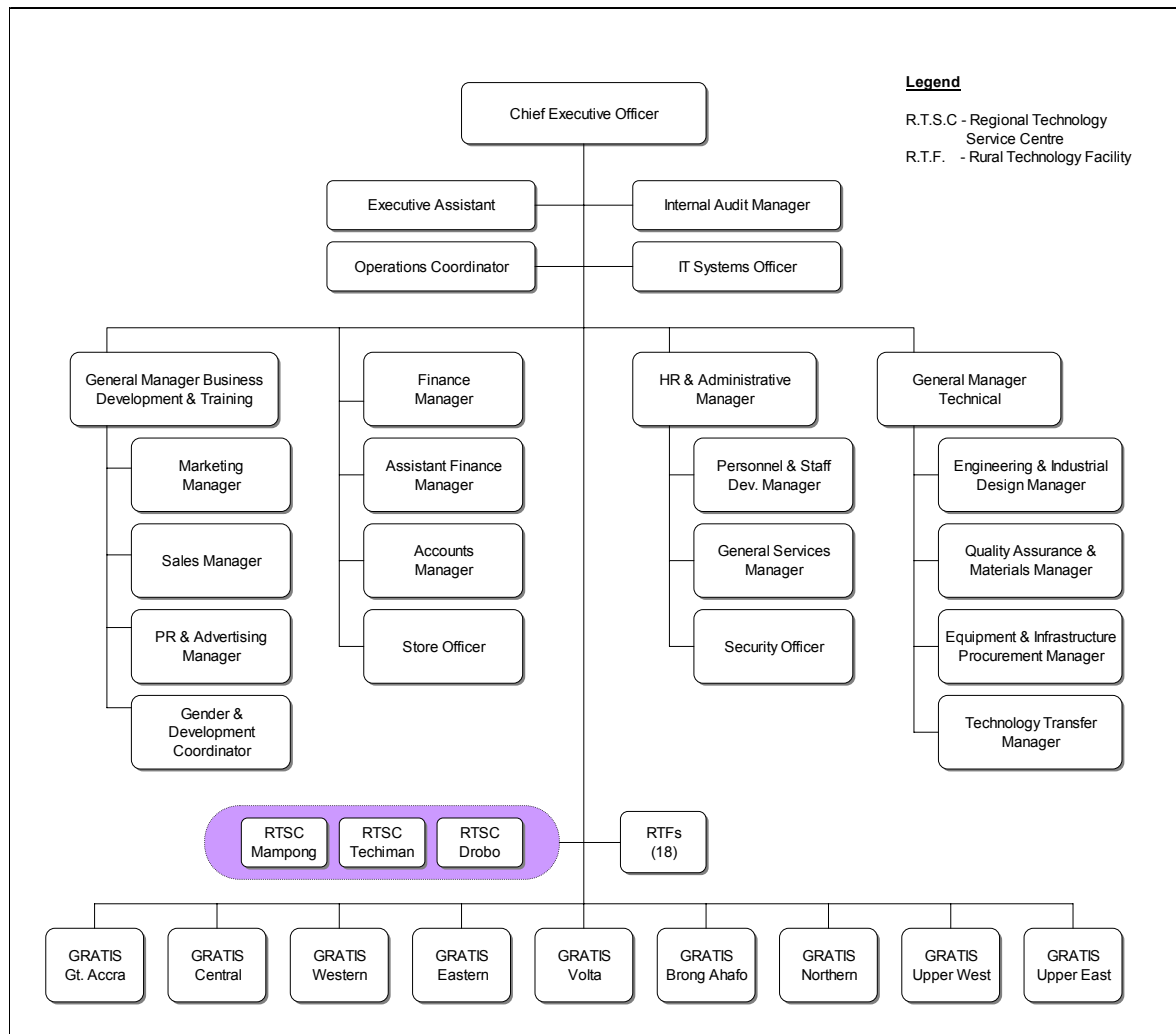 Legend
R.T.S.C - Regional Technology
Service Centre
R.T.F. - Rural Technology Facility
Chief Executive Officer
Executive Assistant
Internal Audit Manager
Operations Coordinator
IT Systems Officer
General Manager Business
Development & Training
Finance
Manager
HR & Administrative
Manager
General Manager
Technical
Marketing
Manager
Assistant Finance
Manager
Personnel & Staff
Dev. Manager
Engineering & Industrial
Design Manager
Sales Manager
Accounts
Manager
General Services
Manager
Quality Assurance &
Materials Manager
PR & Advertising
Manager
Store Officer
Security Officer
Equipment & Infrastructure
Procurement Manager
Gender &
Development
Coordinator
Technology Transfer
Manager
RTSC
Mampong
RTSC
Techiman
RTSC
Drobo
RTFs
(18)
GRATIS
Gt. Accra
GRATIS
Central
GRATIS
Western
GRATIS
Eastern
GRATIS
Volta
GRATIS
Brong Ahafo
GRATIS
Northern
GRATIS
Upper West
GRATIS
Upper East